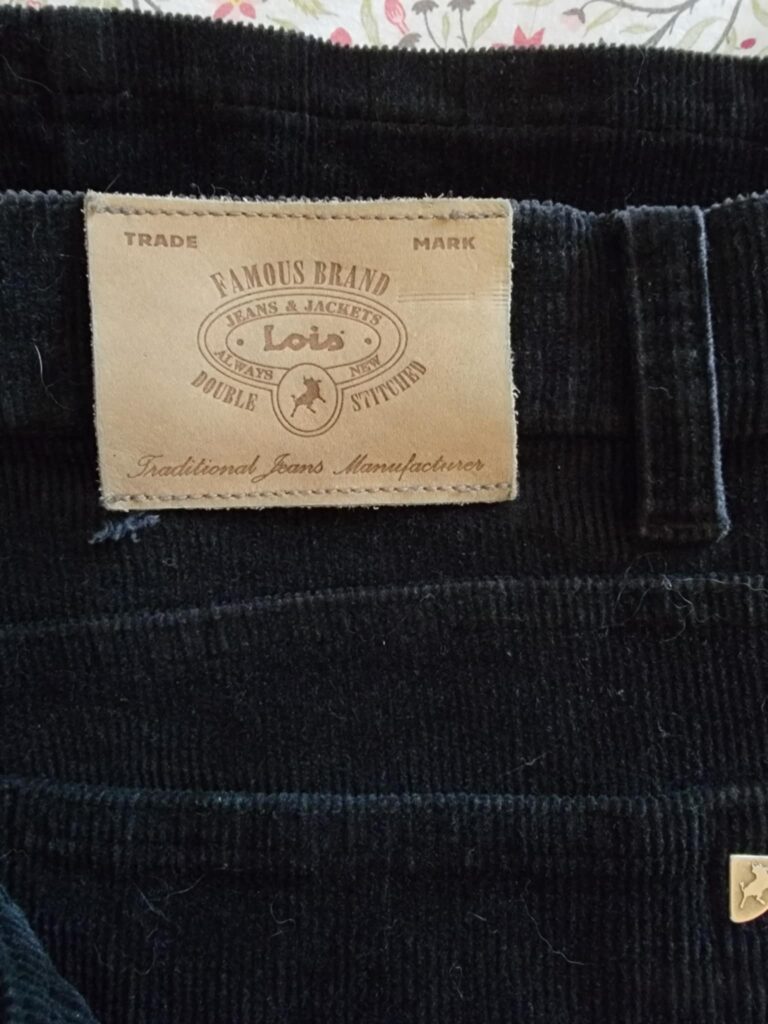 TRADE MARK
FAMOUS BRAND
JEANS & JACKETS
Lois
ALWAYS NEW
DOUBLE STITCHED
Traditional Jeans Manufacturer